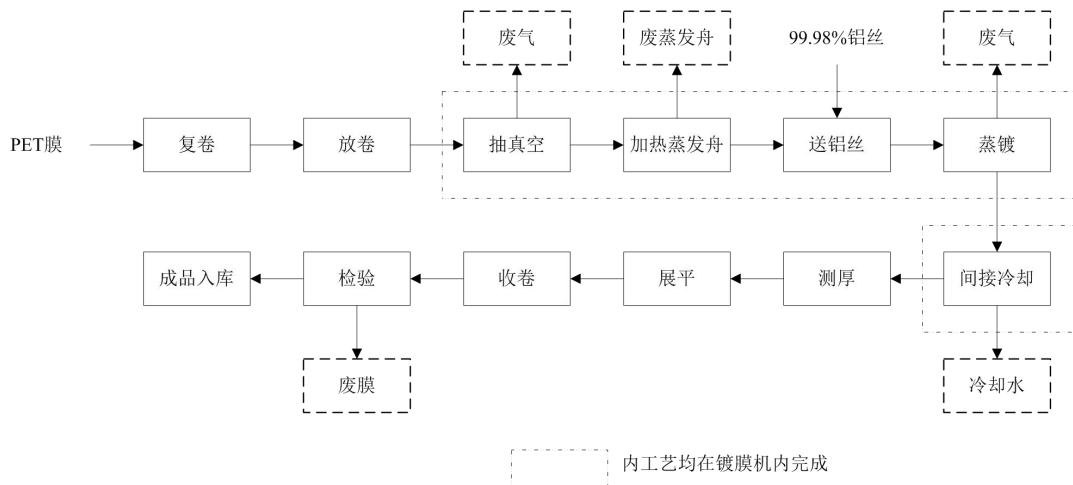 废气
废蒸发舟
99.98%铝丝
废气
PET膜
复卷
放卷
抽真空
加热蒸发舟
送铝丝
蒸镀
成品入库
检验
收卷
展平
测厚
间接冷却
废膜
冷却水
内工艺均在镀膜机内完成